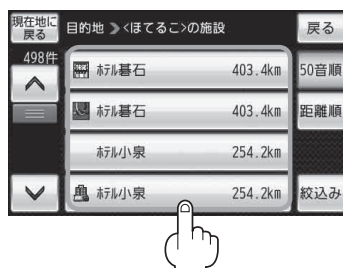 現在地に
戻る
目的地 》<ほてるこ>の施設
戻る
498件
ﾎﾃﾙ碁石 403.4km
50音順
ﾎﾃﾙ碁石 403.4km
距離順
ﾎﾃﾙ小泉 254.2km
ﾎﾃﾙ小泉 254.2km
絞込み